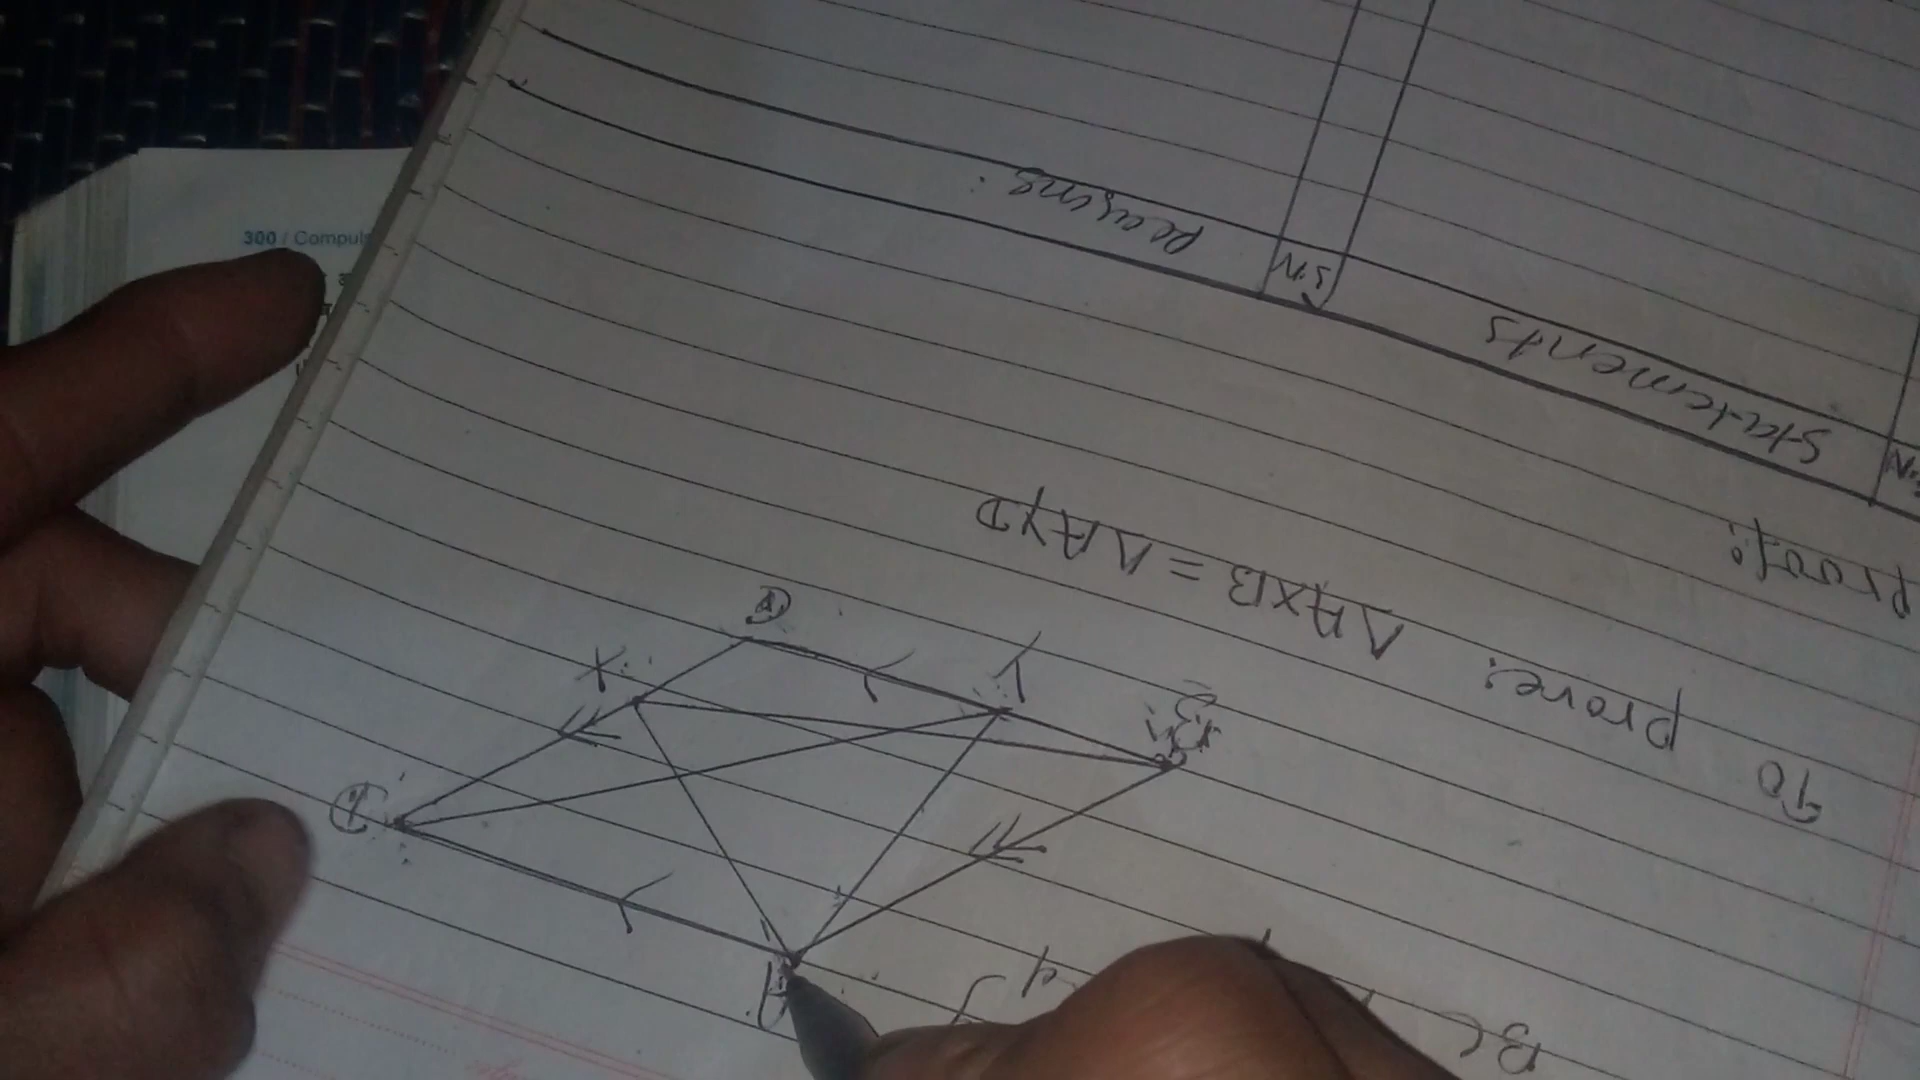 BC
A
D
B
Y
X
C
To prove: ΔAXB = ΔAYD
Proof:
S.N Statements S.N Reasons:
300 / Compul